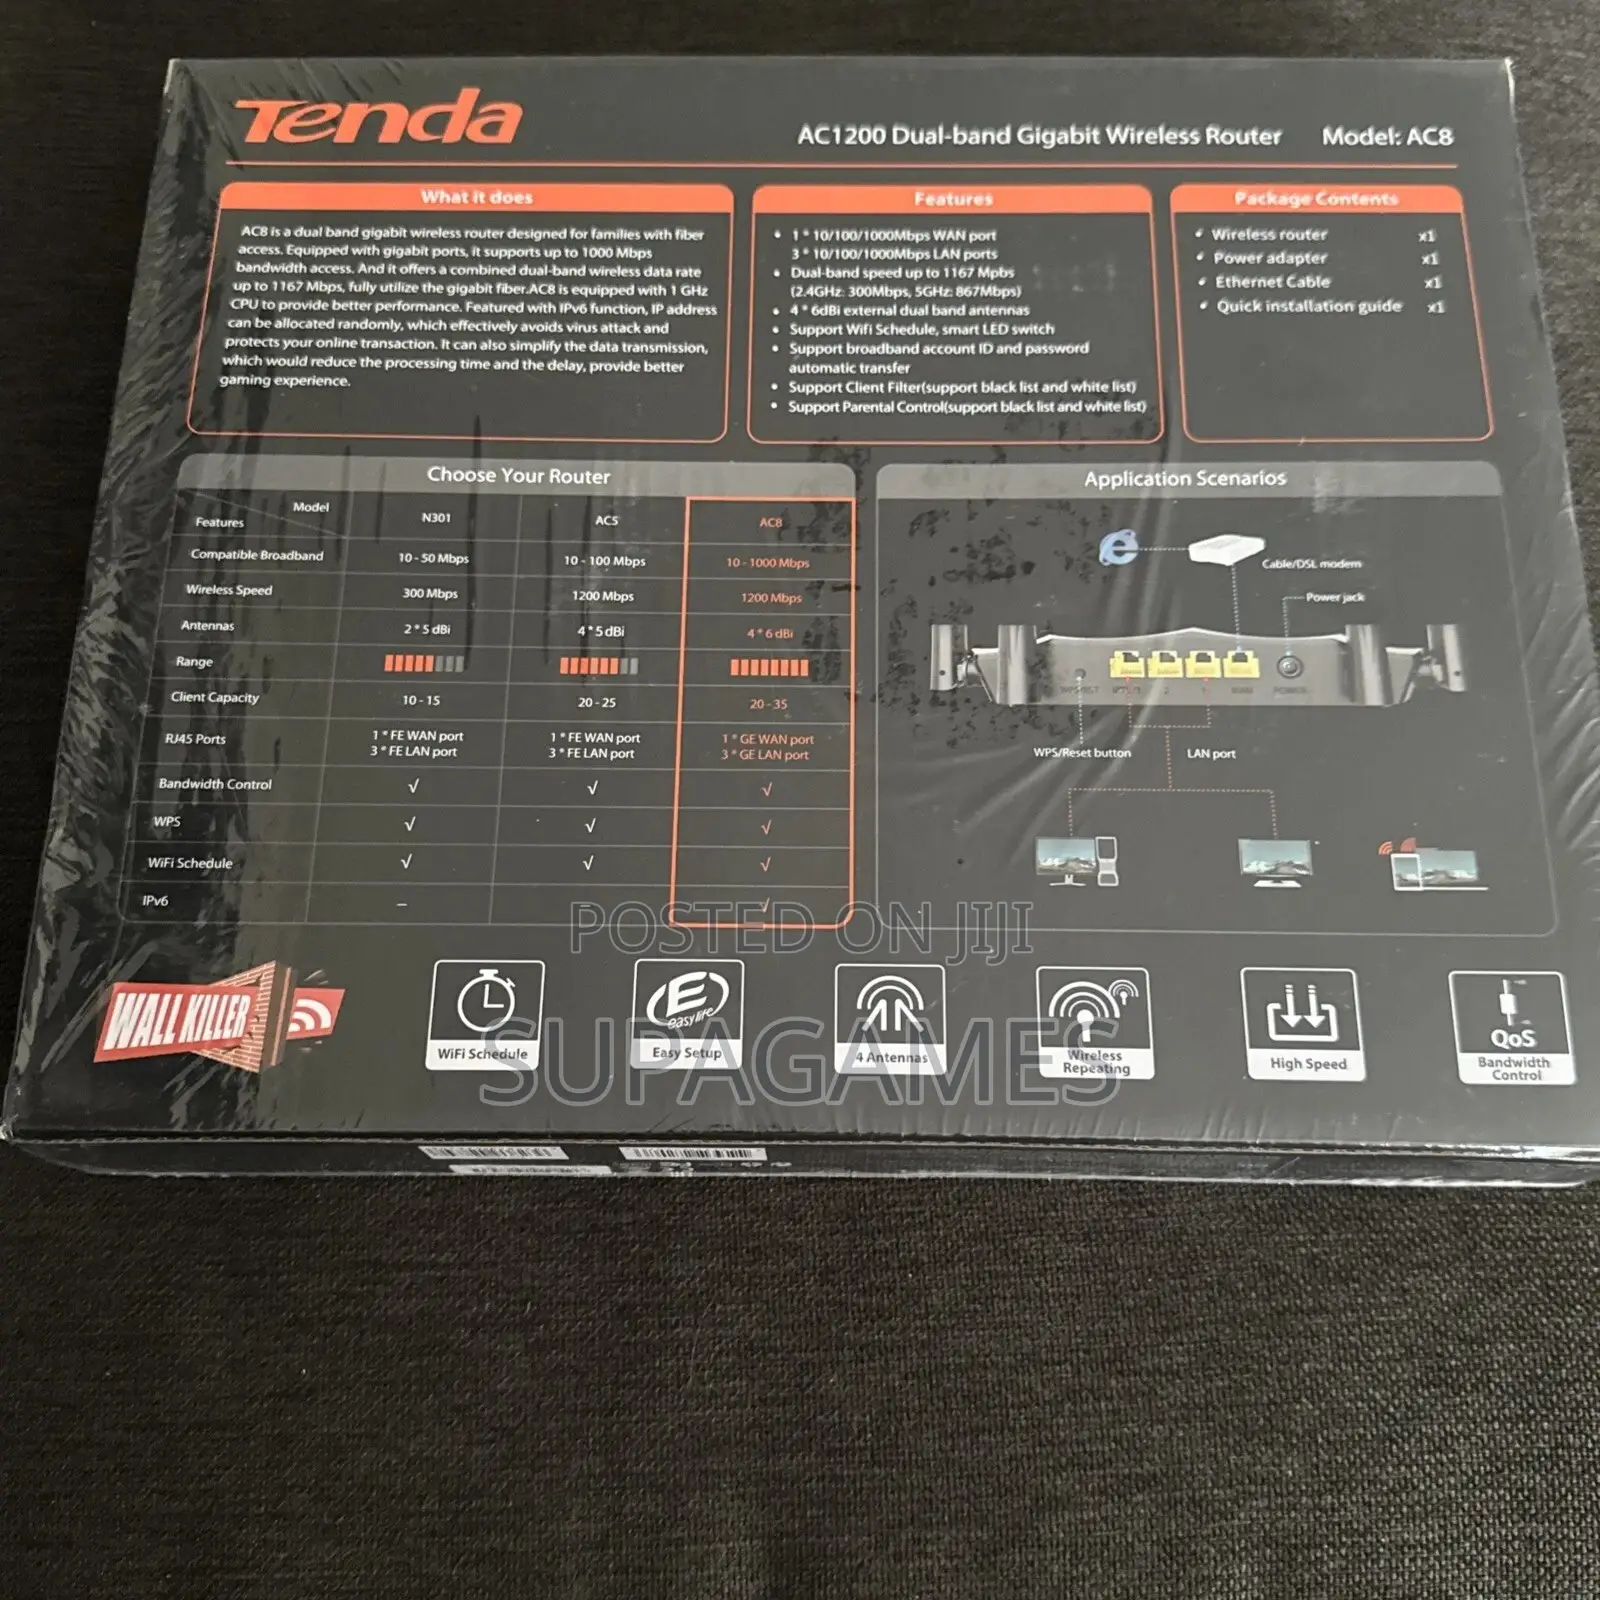 Tenda
AC1200 Dual-band Gigabit Wireless Router Model: AC8
What it does
AC8 is a dual band gigabit wireless router designed for families with fiber
access. Equipped with gigabit ports, it supports up to 1000 Mbps
bandwidth access. And it offers a combined dual-band wireless data rate
up to 1167 Mbps, fully utilize the gigabit fiber.AC8 is equipped with 1 GHz
CPU to provide better performance. Featured with IPv6 function, IP address
can be allocated randomly, which effectively avoids virus attack and
protects your online transaction. It can also simplify the data transmission,
which would reduce the processing time and the delay, provide better
gaming experience.
Features
• 1 * 10/100/1000Mbps WAN port
3 * 10/100/1000Mbps LAN ports
• Dual-band speed up to 1167 Mpbs
(2.4GHz: 300Mbps, 5GHz: 867Mbps)
• 4 * 6dBi external dual band antennas
• Support Wifi Schedule, smart LED switch
• Support broadband account ID and password
automatic transfer
• Support Client Filter(support black list and white list)
• Support Parental Control(support black list and white list)
Package Contents
• Wireless router x1
• Power adapter x1
• Ethernet Cable x1
• Quick installation guide x1
Choose Your Router
Model
Features N301 AC5 AC8
Compatible Broadband 10 - 50 Mbps 10 - 100 Mbps 10 - 1000 Mbps
Wireless Speed 300 Mbps 1200 Mbps 1200 Mbps
Antennas 2 * 5 dBi 4 * 5 dBi 4 * 6 dBi
Range
Client Capacity 10 - 15 20 - 25 20 - 35
RJ45 Ports 1 * FE WAN port 1 * FE WAN port 1 * GE WAN port
3 * FE LAN port 3 * FE LAN port 3 * GE LAN port
Bandwidth Control √ √ √
WPS √ √ √
WiFi Schedule √ √ √
IPv6 – √
Application Scenarios
Cable/DSL modem
Power jack
WPS/RST 2 1 WAN POWER
WPS/Reset button LAN port
POSTED ON JIJI
SUPAGAMES
WALL KILLER
WiFi Schedule
easy life
Easy Setup
4 Antennas
Wireless
Repeating
High Speed
QoS
Bandwidth
Control